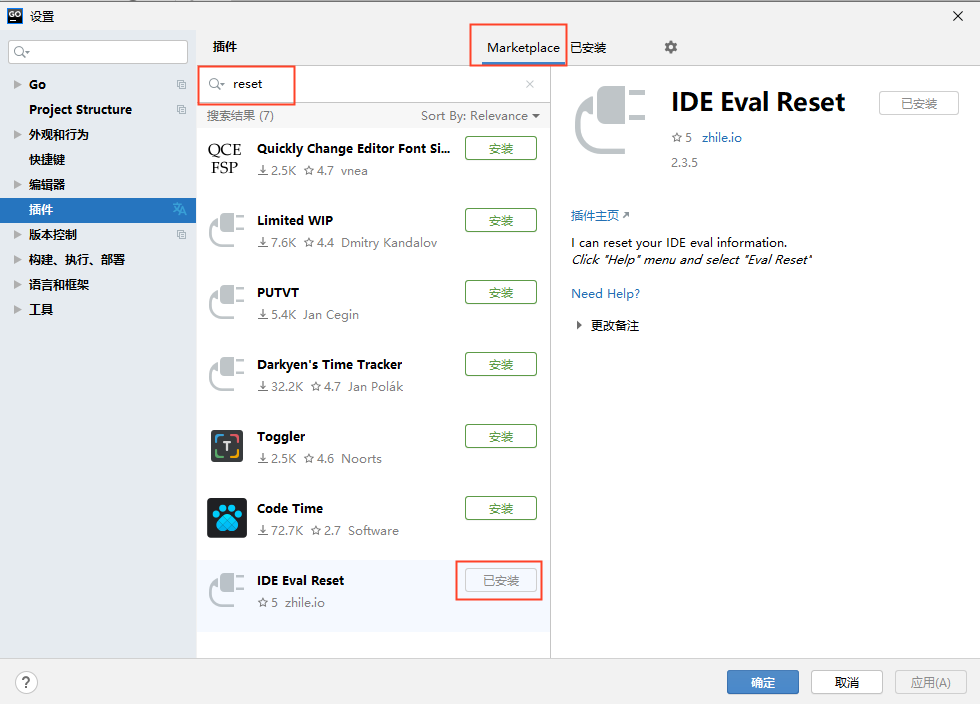 GO 设置
插件
Marketplace
已安装
Go
Project Structure
外观和行为
快捷键
编辑器
插件
版本控制
构建、执行、部署
语言和框架
工具
reset
搜索结果 (7)
Sort By: Relevance
QCE
FSP
Quickly Change Editor Font Si...
安装
2.5K 4.7 vnea
Limited WIP
安装
7.6K 4.4 Dmitry Kandalov
PUTVT
安装
5.4K Jan Cegin
Darkyen's Time Tracker
安装
32.2K 4.7 Jan Polák
T
Toggler
安装
2.5K 4.6 Noorts
Code Time
安装
72.7K 2.7 Software
IDE Eval Reset
已安装
5 zhile.io
IDE Eval Reset
已安装
5 zhile.io
2.3.5
插件主页
I can reset your IDE eval information.
Click "Help" menu and select "Eval Reset"
Need Help?
更改备注
?
确定
取消
应用(A)